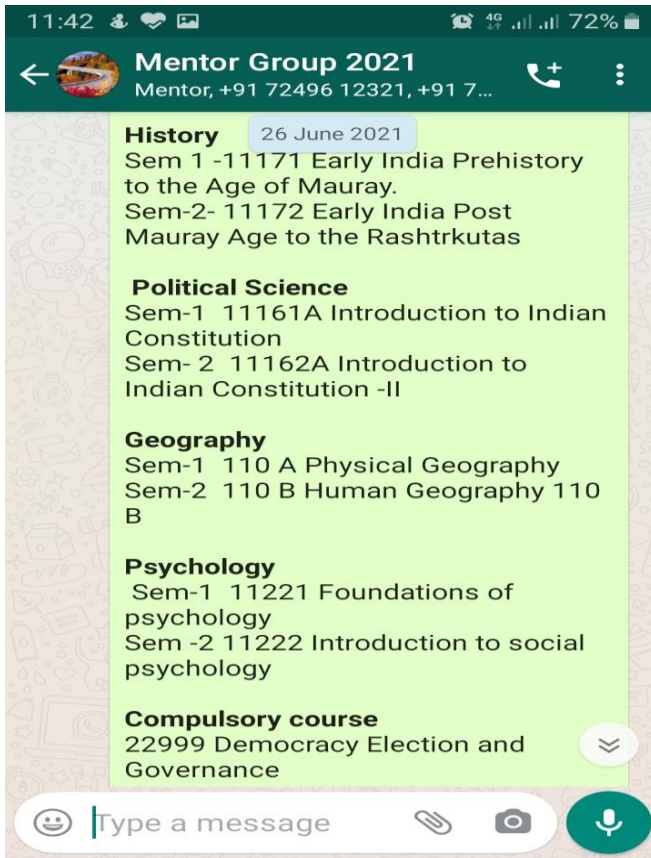 11:42 4G 72%
Mentor Group 2021
Mentor, +91 72496 12321, +91 7...
26 June 2021
History
Sem 1 -11171 Early India Prehistory
to the Age of Mauray.
Sem-2- 11172 Early India Post
Mauray Age to the Rashtrkutas
Political Science
Sem-1 11161A Introduction to Indian
Constitution
Sem- 2 11162A Introduction to
Indian Constitution -II
Geography
Sem-1 110 A Physical Geography
Sem-2 110 B Human Geography 110
B
Psychology
Sem-1 11221 Foundations of
psychology
Sem -2 11222 Introduction to social
psychology
Compulsory course
22999 Democracy Election and
Governance
Type a message